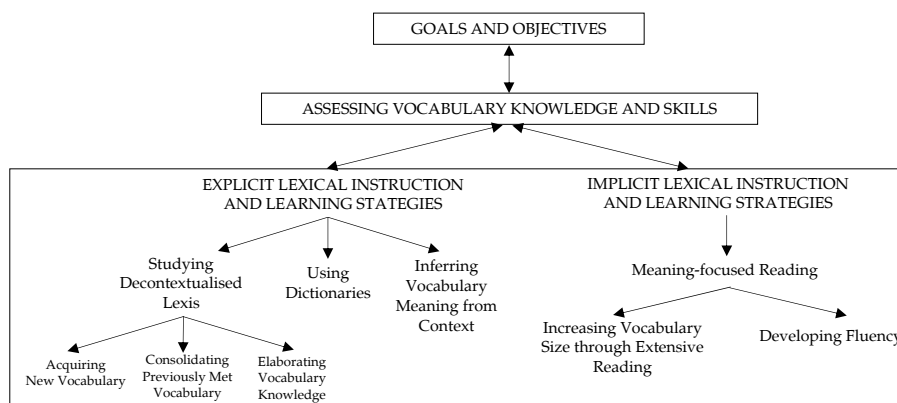 GOALS AND OBJECTIVES
ASSESSING VOCABULARY KNOWLEDGE AND SKILLS
EXPLICIT LEXICAL INSTRUCTION
AND LEARNING STATEGIES
IMPLICIT LEXICAL INSTRUCTION
AND LEARNING STRATEGIES
Studying
Decontextualised
Lexis
Using
Dictionaries
Inferring
Vocabulary
Meaning from
Context
Meaning-focused Reading
Acquiring
New Vocabulary
Consolidating
Previously Met
Vocabulary
Elaborating
Vocabulary
Knowledge
Increasing Vocabulary
Size through Extensive
Reading
Developing Fluency